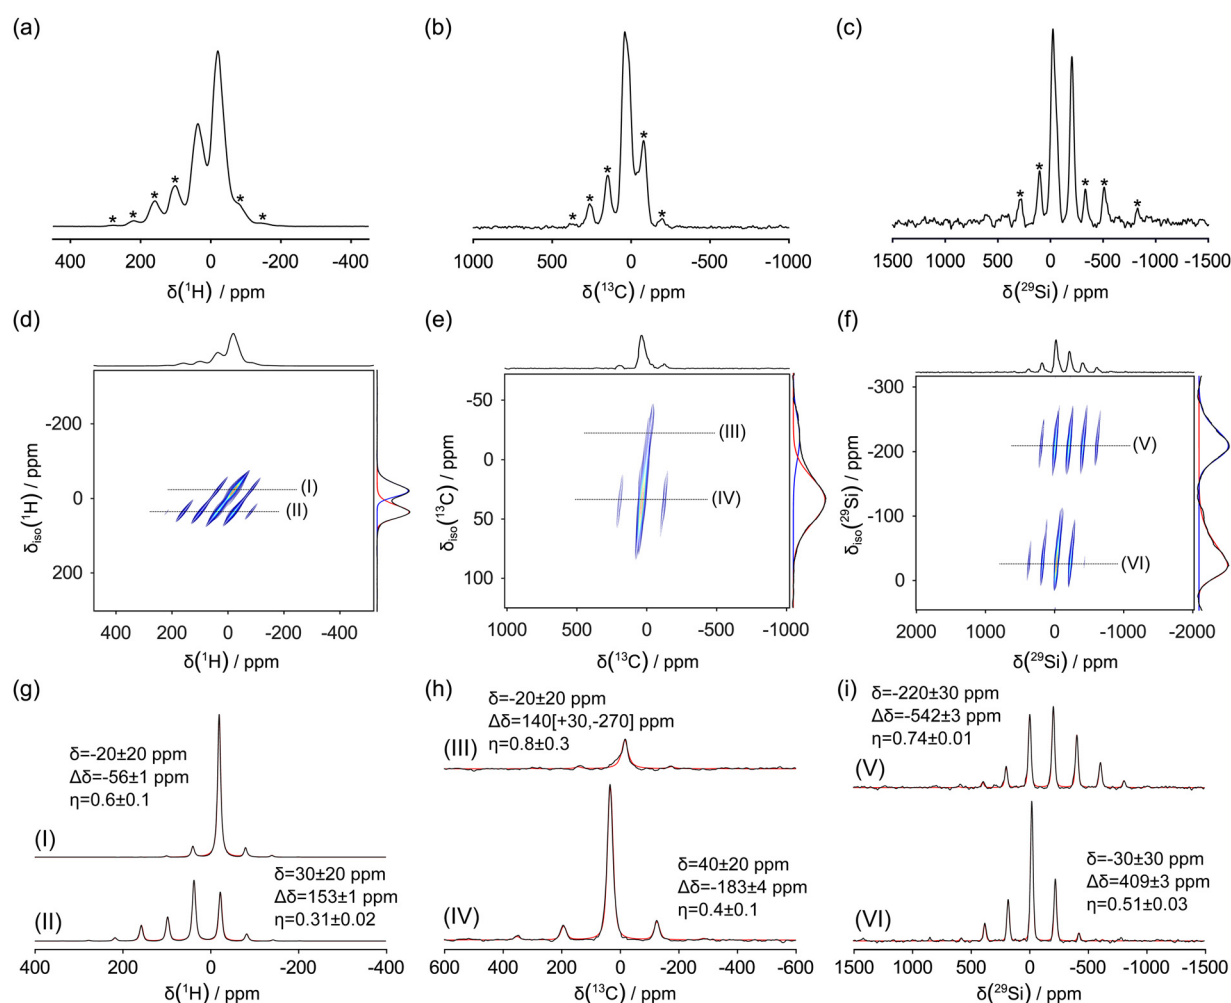 (a)
(b)
(c)
* * * * * *
* * * * *
* * * * * *
400 200 0 -200 -400
1000 500 0 -500 -1000
1500 1000 500 0 -500 -1000 -1500
δ(¹H) / ppm
δ(¹³C) / ppm
δ(²⁹Si) / ppm
(d)
(e)
(f)
δiso(¹H) / ppm
-200
0
200
(I)
(II)
400 200 0 -200 -400
δ(¹H) / ppm
δiso(¹³C) / ppm
-50
0
50
100
(III)
(IV)
1000 500 0 -500 -1000
δ(¹³C) / ppm
δiso(²⁹Si) / ppm
-300
-200
-100
0
(V)
(VI)
2000 1000 0 -1000 -2000
δ(²⁹Si) / ppm
(g)
δ=-20±20 ppm
Δδ=-56±1 ppm
η=0.6±0.1
(I)
δ=30±20 ppm
Δδ=153±1 ppm
η=0.31±0.02
(II)
400 200 0 -200 -400
δ(¹H) / ppm
(h)
δ=-20±20 ppm
Δδ=140[+30,-270] ppm
η=0.8±0.3
(III)
δ=40±20 ppm
Δδ=-183±4 ppm
η=0.4±0.1
(IV)
600 400 200 0 -200 -400 -600
δ(¹³C) / ppm
(i)
δ=-220±30 ppm
Δδ=-542±3 ppm
η=0.74±0.01
(V)
δ=-30±30 ppm
Δδ=409±3 ppm
η=0.51±0.03
(VI)
1500 1000 500 0 -500 -1000 -1500
δ(²⁹Si) / ppm